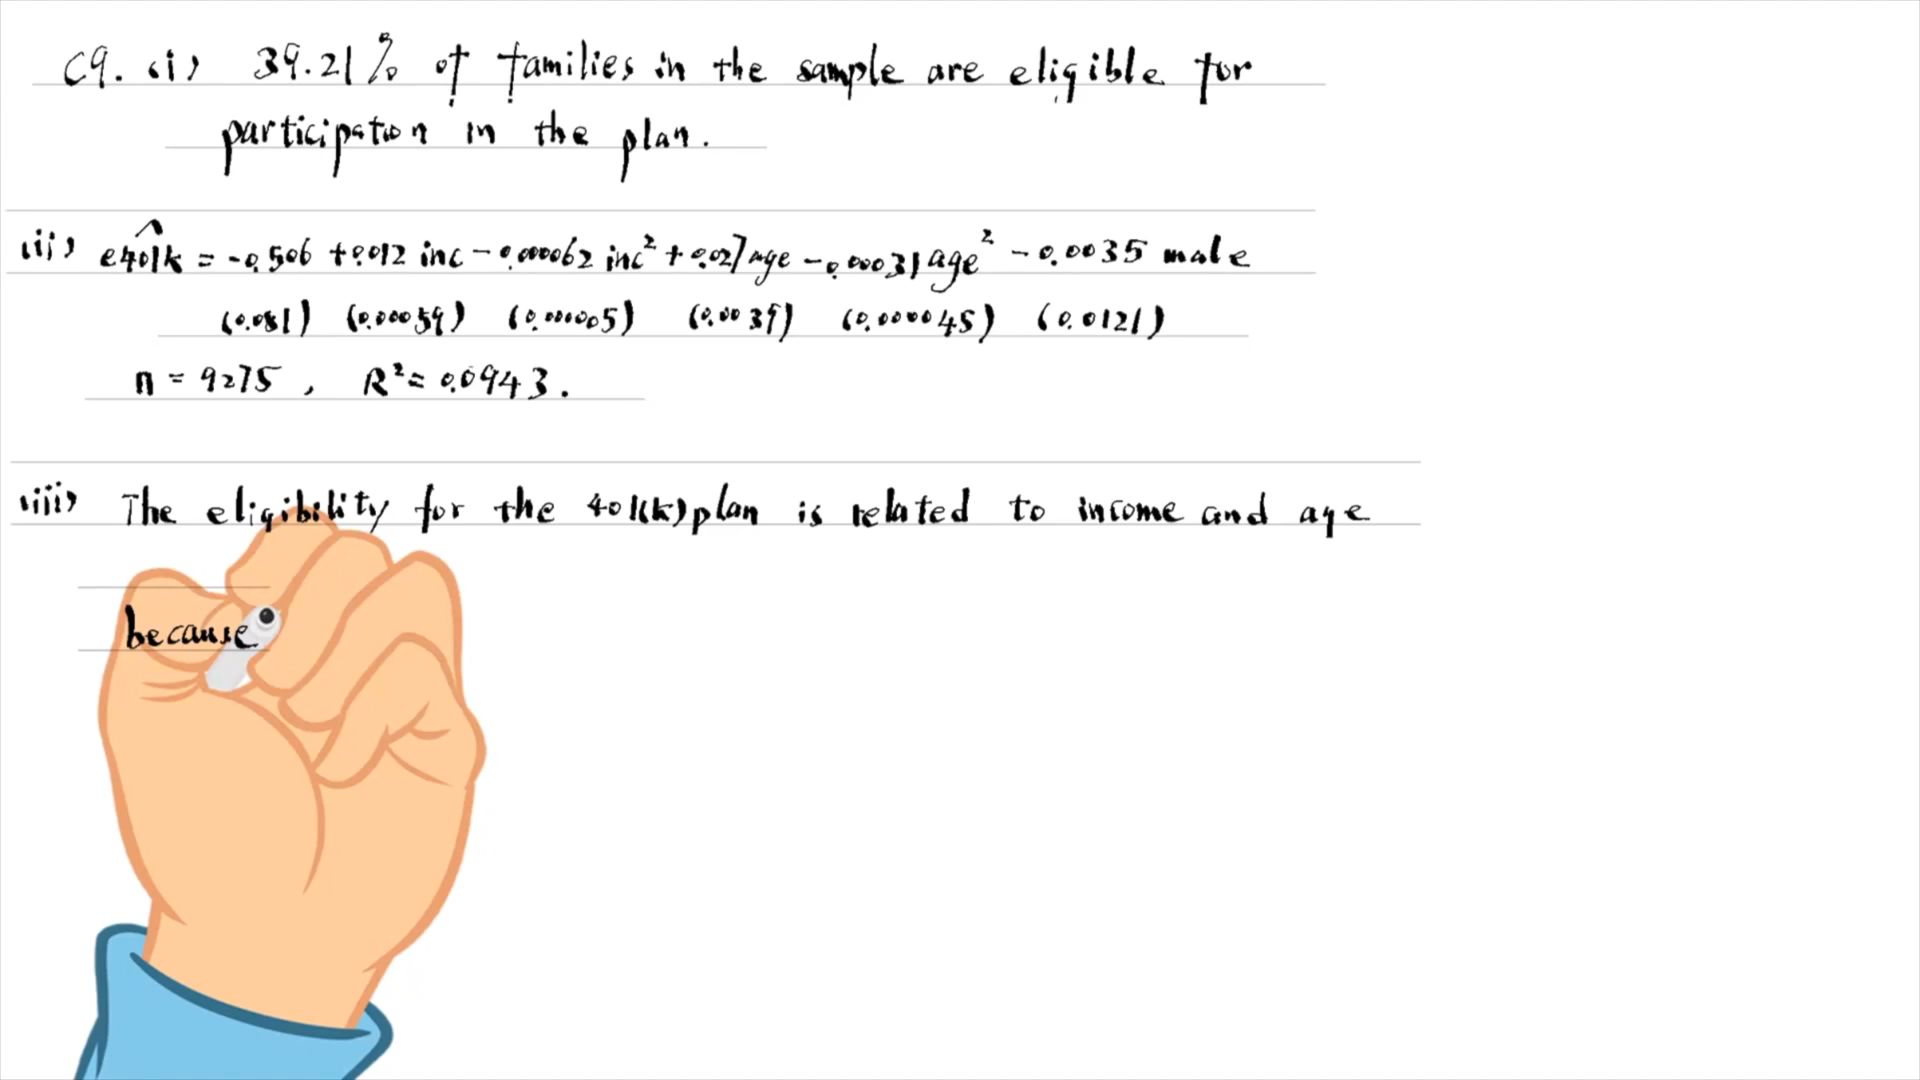 C9. (i) 39.21% of families in the sample are eligible for
participation in the plan.
(ii) e401k^ = -0.506 + 0.012 inc - 0.000062 inc² + 0.027 age - 0.00031 age² - 0.0035 male
(0.081) (0.00059) (0.000005) (0.0039) (0.000045) (0.0121)
n = 9275, R² = 0.0943.
(iii) The eligibility for the 401(k) plan is related to income and age
because